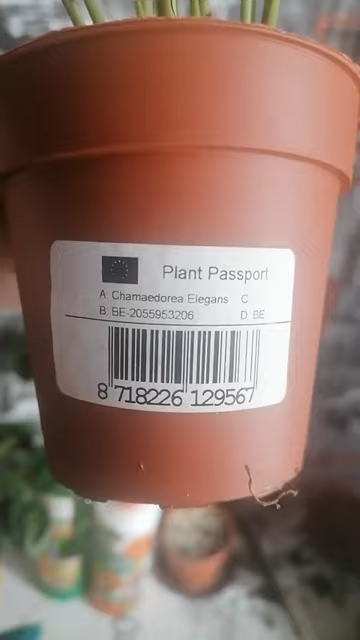 Plant Passport
A: Chamaedorea Elegans C
B: BE-2055953206 D: BE
8 718226 129567